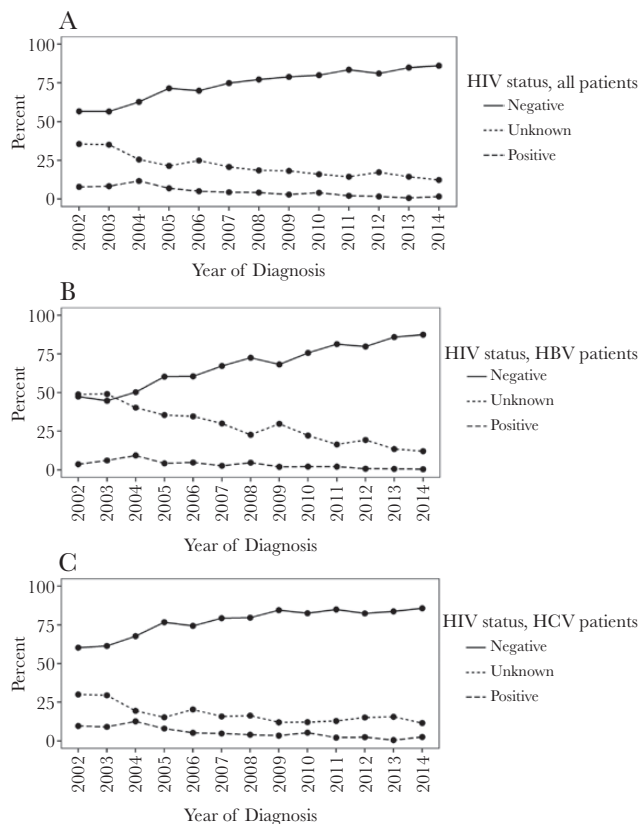 A
100
75
50
25
0
Percent
2002
2003
2004
2005
2006
2007
2008
2009
2010
2011
2012
2013
2014
Year of Diagnosis
HIV status, all patients
Negative
Unknown
Positive
B
100
75
50
25
0
Percent
2002
2003
2004
2005
2006
2007
2008
2009
2010
2011
2012
2013
2014
Year of Diagnosis
HIV status, HBV patients
Negative
Unknown
Positive
C
100
75
50
25
0
Percent
2002
2003
2004
2005
2006
2007
2008
2009
2010
2011
2012
2013
2014
Year of Diagnosis
HIV status, HCV patients
Negative
Unknown
Positive